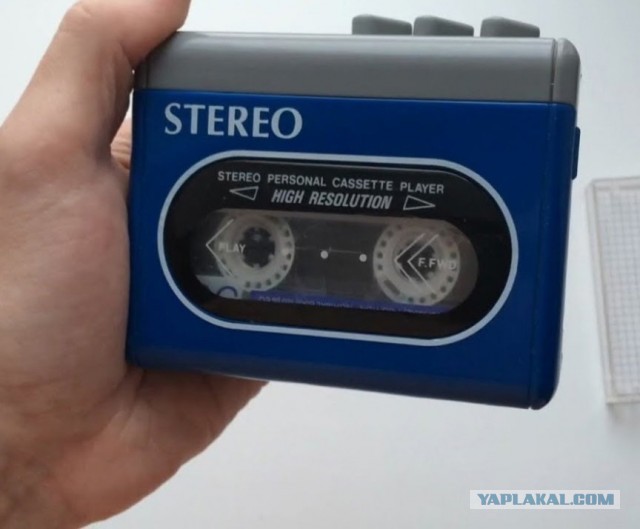 STEREO
STEREO PERSONAL CASSETTE PLAYER
HIGH RESOLUTION
PLAY
F.FWD
YAPLAKAL.COM